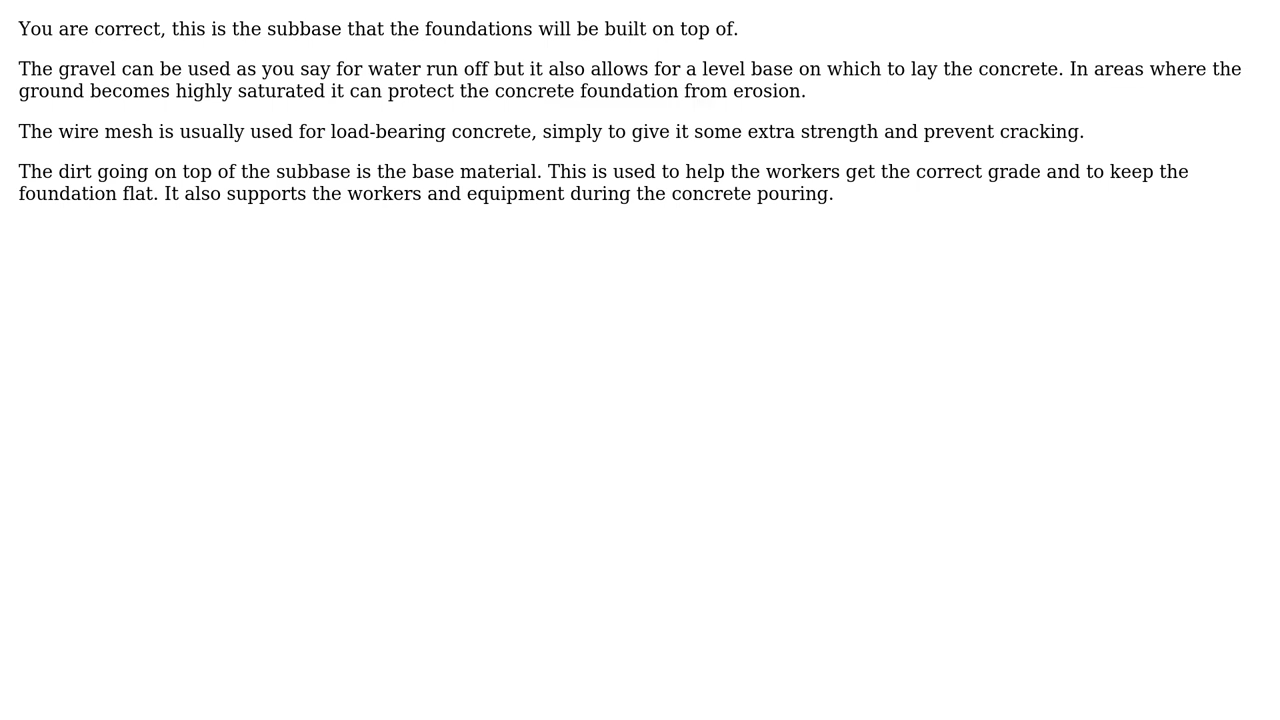 You are correct, this is the subbase that the foundations will be built on top of.
The gravel can be used as you say for water run off but it also allows for a level base on which to lay the concrete. In areas where the
ground becomes highly saturated it can protect the concrete foundation from erosion.
The wire mesh is usually used for load-bearing concrete, simply to give it some extra strength and prevent cracking.
The dirt going on top of the subbase is the base material. This is used to help the workers get the correct grade and to keep the
foundation flat. It also supports the workers and equipment during the concrete pouring.